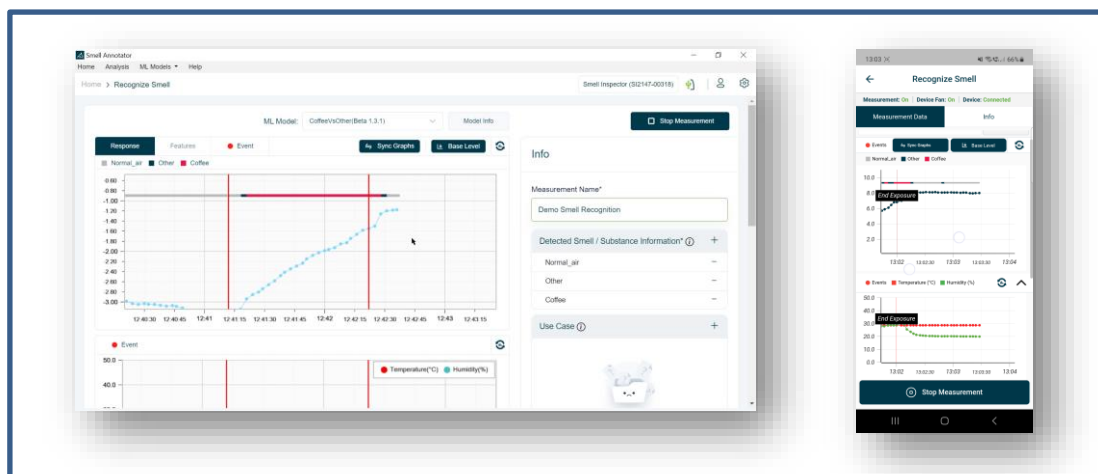 Smell Annotator
Home Analysis ML Models Help
Home > Recognize Smell
Smell Inspector (SI2147-00318)
ML Model: CoffeeVsOther(Beta 1.3.1) Model Info
Stop Measurement
Response Features Event Sync Graphs Base Level
Normal_air Other Coffee
-0.60
-0.80
-1.00
-1.20
-1.40
-1.60
-1.80
-2.00
-2.20
-2.40
-2.60
-2.80
-3.00
12:40:30 12:40:45 12:41 12:41:15 12:41:30 12:41:45 12:42 12:42:15 12:42:30 12:42:45 12:43 12:43:15
Event
50.0
40.0
Temperature(°C) Humidity(%)
Info
Measurement Name*
Demo Smell Recognition
Detected Smell / Substance Information* +
Normal_air −
Other −
Coffee −
Use Case +
13:03 66%
Recognize Smell
Measurement: On Device Fan: On Device: Connected
Measurement Data Info
Events Sync Graphs Base Level
Normal_air Other Coffee
10.0
8.0
End Exposure
6.0
4.0
2.0
13:02 13:02:30 13:03 13:03:30 13:04
Events Temperature (°C) Humidity (%)
50.0
40.0
End Exposure
30.0
20.0
10.0
0.0
13:02 13:02:30 13:03 13:03:30 13:04
Stop Measurement